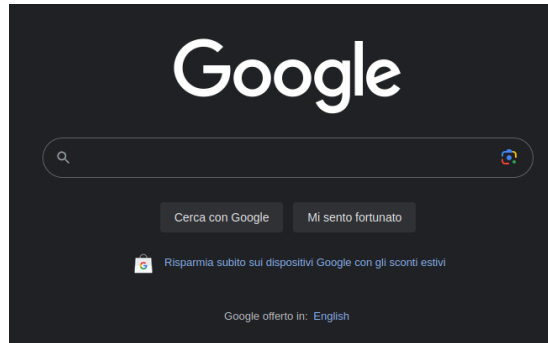 Google
Cerca con Google Mi sento fortunato
G Risparmia subito sui dispositivi Google con gli sconti estivi
Google offerto in: English